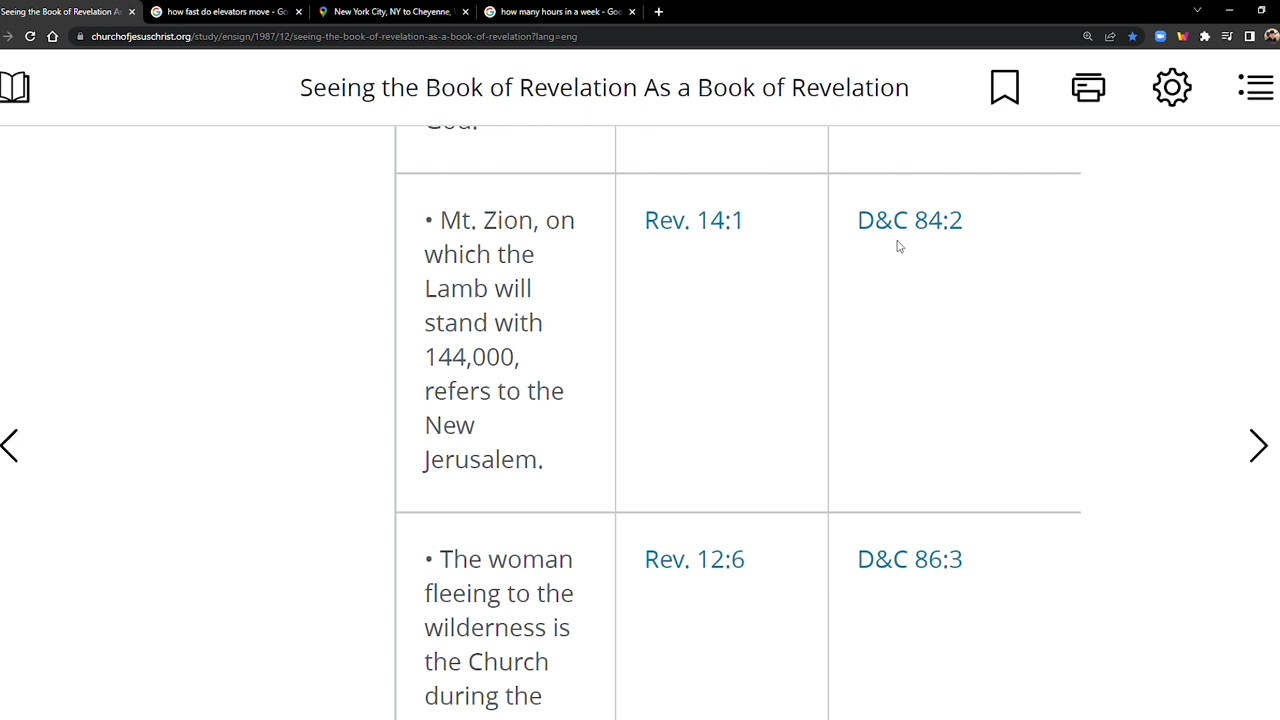 Seeing the Book of Revelation As
how fast do elevators move - Go
New York City, NY to Cheyenne,
how many hours in a week - Goo
churchofjesuschrist.org/study/ensign/1987/12/seeing-the-book-of-revelation-as-a-book-of-revelation?lang=eng
Seeing the Book of Revelation As a Book of Revelation
God.
• Mt. Zion, on
which the
Lamb will
stand with
144,000,
refers to the
New
Jerusalem.
Rev. 14:1
D&C 84:2
• The woman
fleeing to the
wilderness is
the Church
during the
Rev. 12:6
D&C 86:3